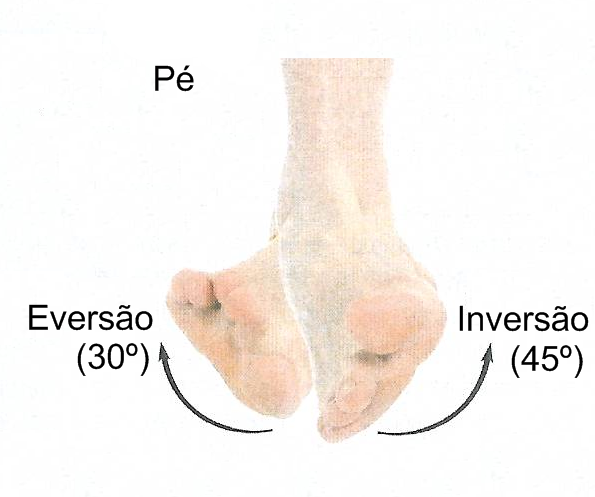 Pé
Eversão
(30º)
Inversão
(45º)